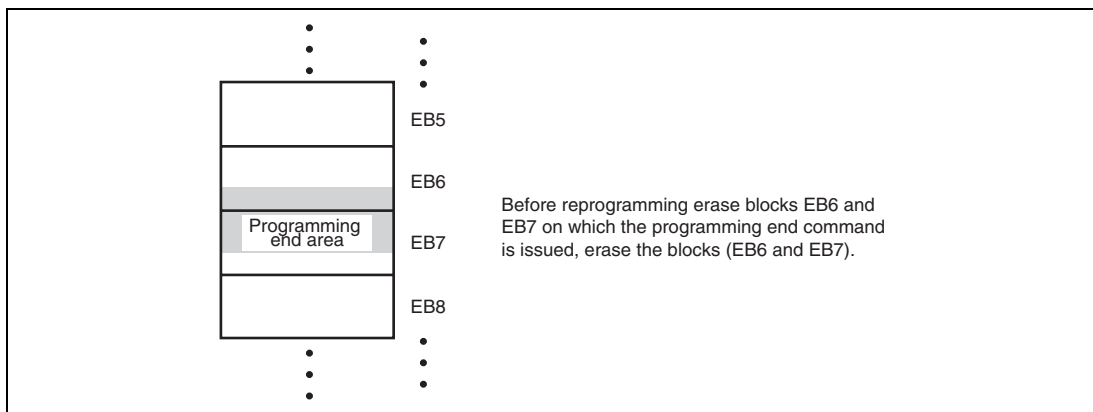 EB5
EB6
Programming
end area
EB7
EB8
Before reprogramming erase blocks EB6 and
EB7 on which the programming end command
is issued, erase the blocks (EB6 and EB7).